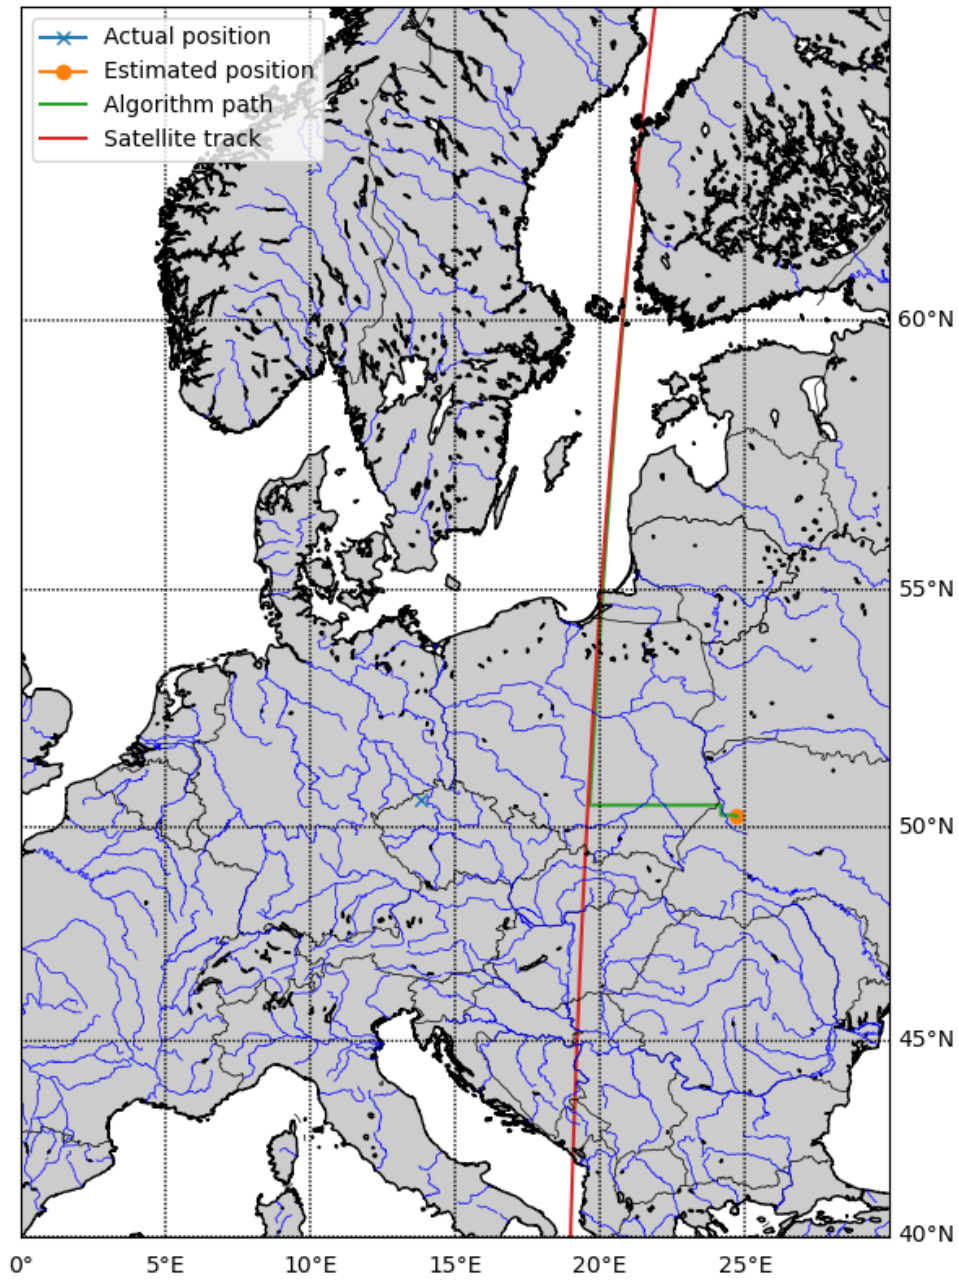 Actual position
Estimated position
Algorithm path
Satellite track
60°N
55°N
50°N
45°N
40°N
0° 5°E 10°E 15°E 20°E 25°E